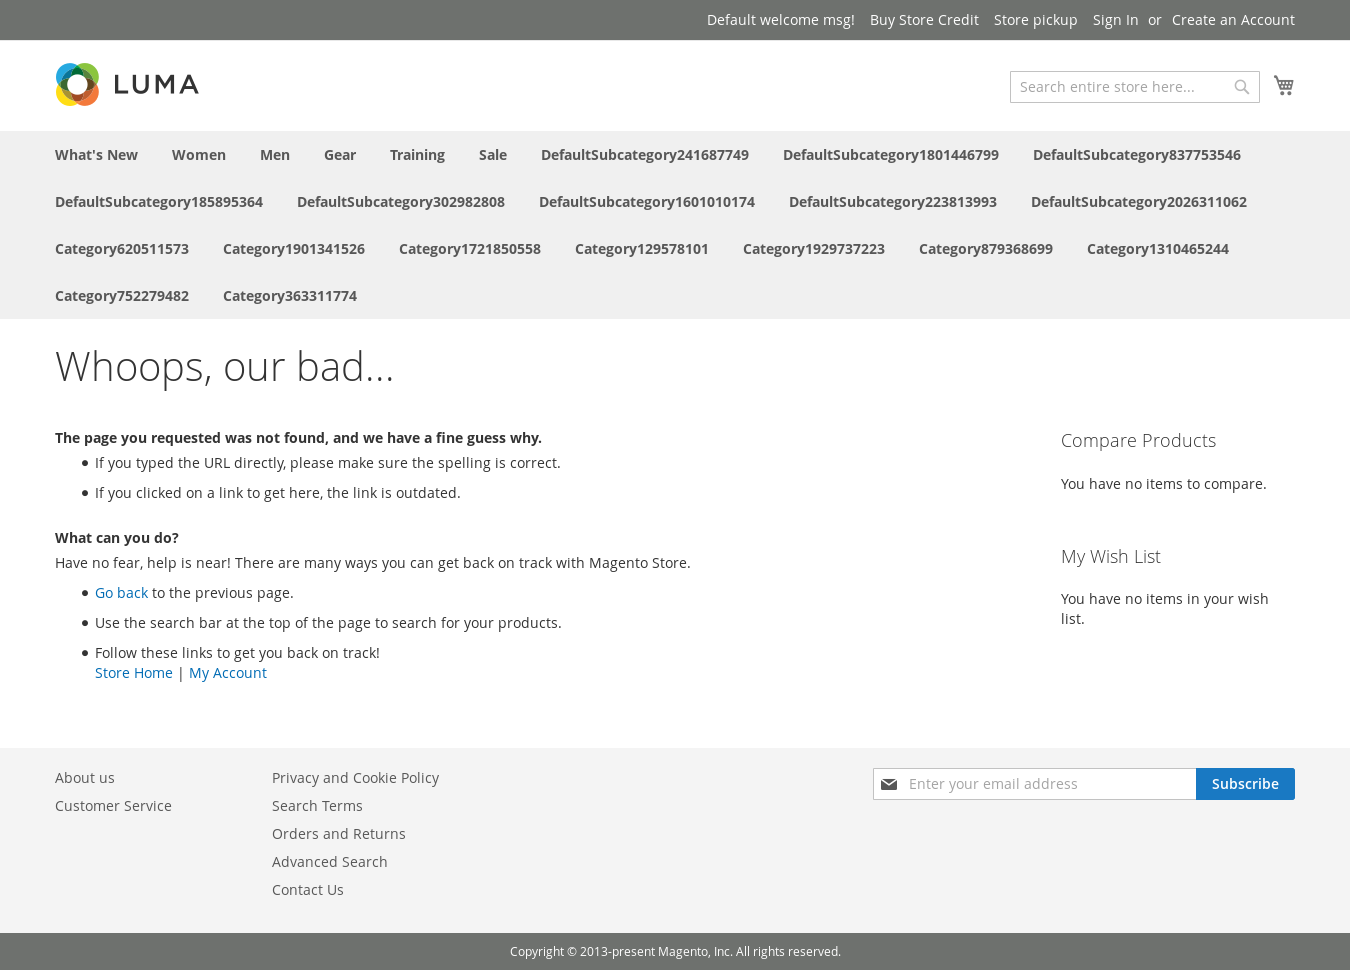 Default welcome msg! Buy Store Credit Store pickup Sign In or Create an Account
LUMA
Search entire store here...
What's New Women Men Gear Training Sale DefaultSubcategory241687749 DefaultSubcategory1801446799 DefaultSubcategory837753546
DefaultSubcategory185895364 DefaultSubcategory302982808 DefaultSubcategory1601010174 DefaultSubcategory223813993 DefaultSubcategory2026311062
Category620511573 Category1901341526 Category1721850558 Category129578101 Category1929737223 Category879368699 Category1310465244
Category752279482 Category363311774
Whoops, our bad...
The page you requested was not found, and we have a fine guess why.
• If you typed the URL directly, please make sure the spelling is correct.
• If you clicked on a link to get here, the link is outdated.
What can you do?
Have no fear, help is near! There are many ways you can get back on track with Magento Store.
• Go back to the previous page.
• Use the search bar at the top of the page to search for your products.
• Follow these links to get you back on track!
Store Home | My Account
Compare Products
You have no items to compare.
My Wish List
You have no items in your wish
list.
About us
Customer Service
Privacy and Cookie Policy
Search Terms
Orders and Returns
Advanced Search
Contact Us
Enter your email address
Subscribe
Copyright © 2013-present Magento, Inc. All rights reserved.